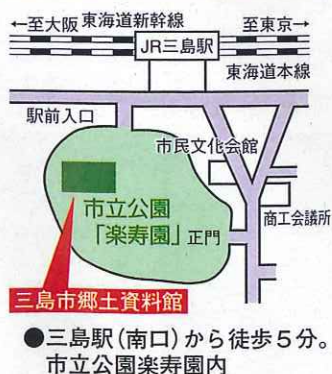 ←至大阪 東海道新幹線 至東京→
JR三島駅
東海道本線
駅前入口
市民文化会館
市立公園
「楽寿園」
正門
商工会議所
三島市郷土資料館
●三島駅(南口)から徒歩5分。
市立公園楽寿園内